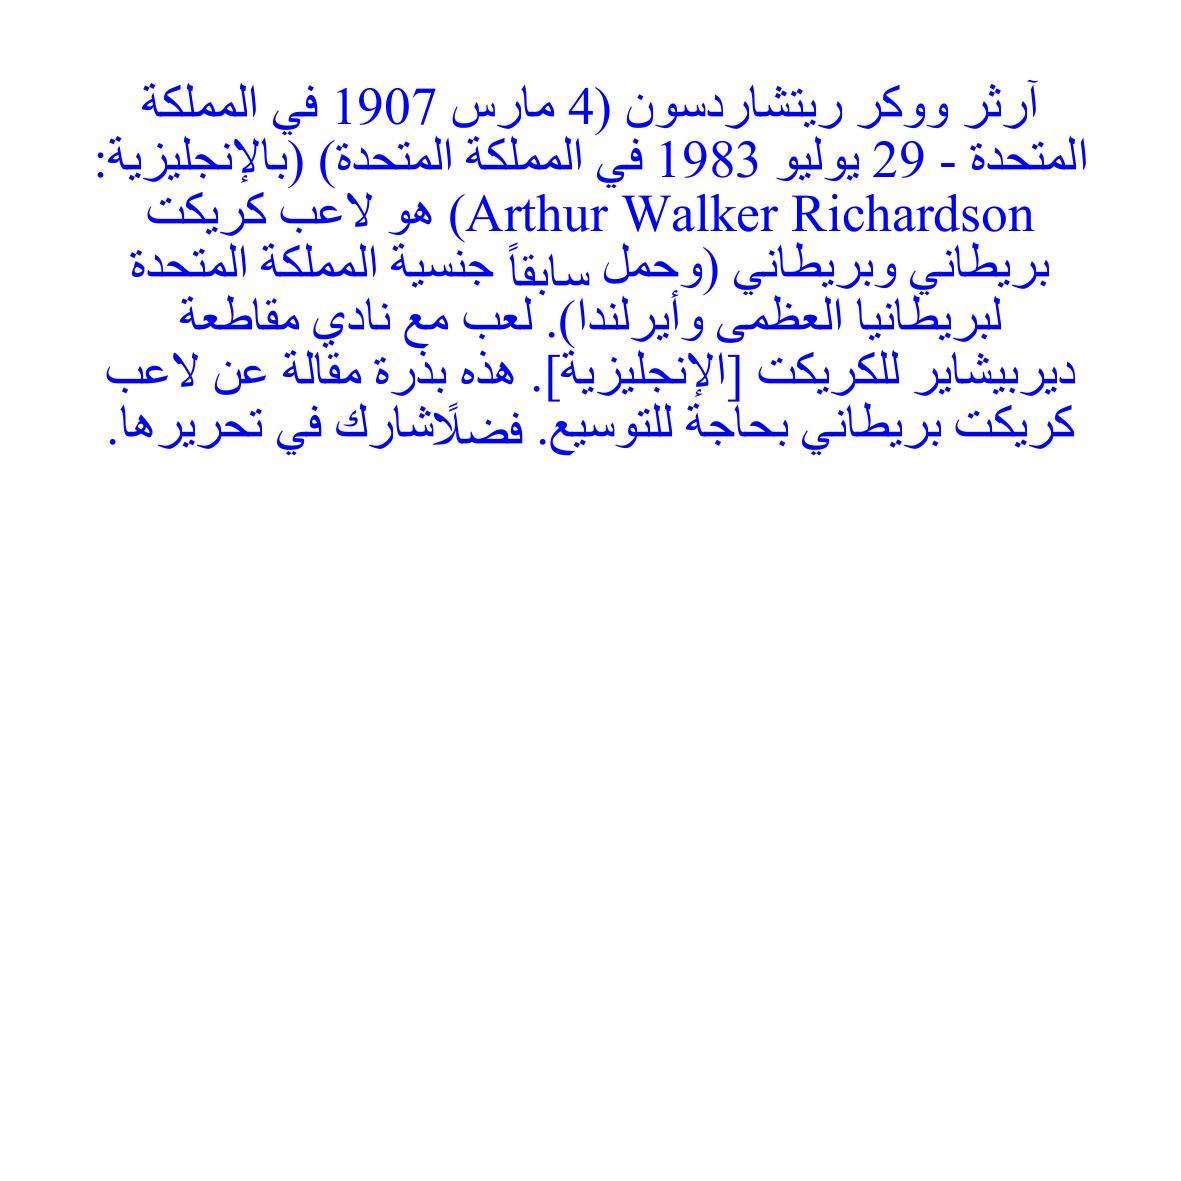 آرثر ووكر ريتشاردسون (4 مارس 1907 في المملكة
المتحدة - 29 يوليو 1983 في المملكة المتحدة) (بالإنجليزية:
Arthur Walker Richardson) هو لاعب كريكت
بريطاني وبريطاني (وحمل سابقاً جنسية المملكة المتحدة
لبريطانيا العظمى وأيرلندا). لعب مع نادي مقاطعة
ديربيشاير للكريكت [الإنجليزية]. هذه بذرة مقالة عن لاعب
كريكت بريطاني بحاجة للتوسيع. فضلًاشارك في تحريرها.